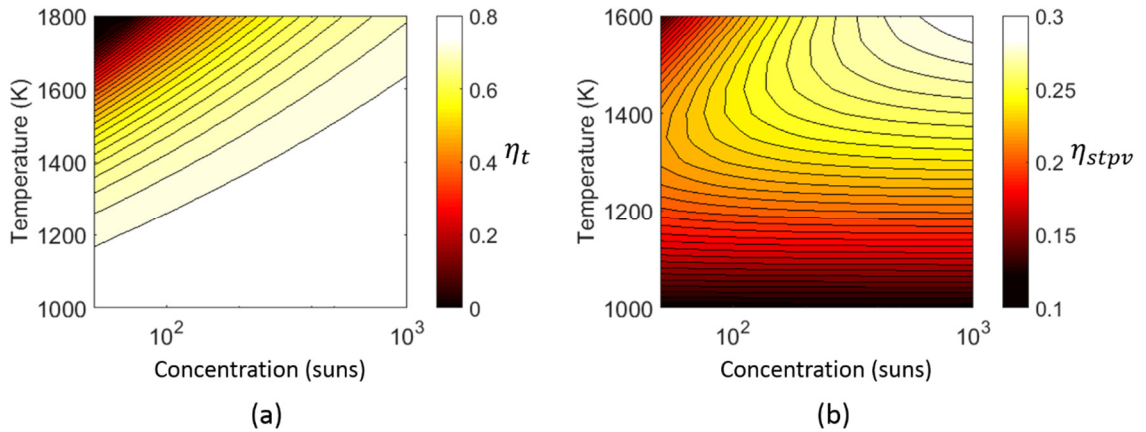 1800
1600
1400
1200
1000
Temperature (K)
10²
10³
Concentration (suns)
0.8
0.6
0.4
0.2
0
η_t
(a)
1600
1400
1200
1000
Temperature (K)
10²
10³
Concentration (suns)
0.3
0.25
0.2
0.15
0.1
η_stpv
(b)